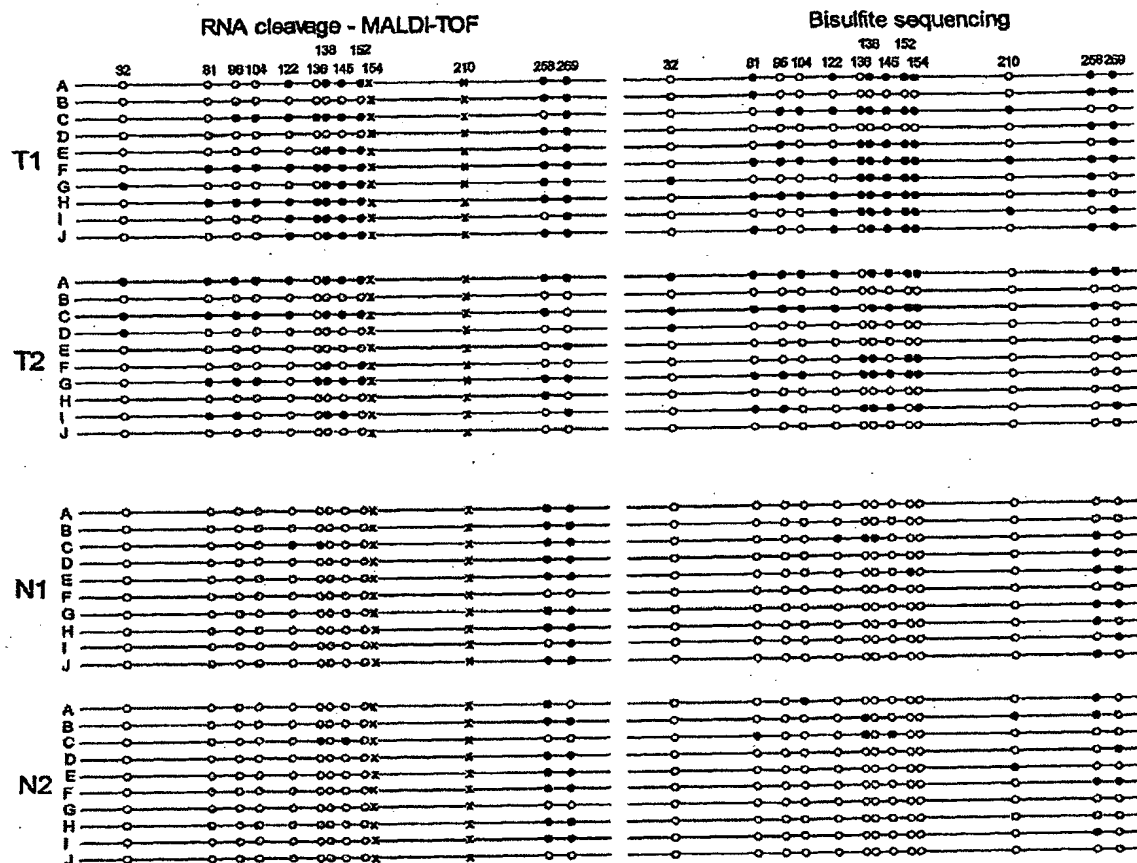 RNA cleavage - MALDI-TOF
Bisulfite sequencing
138 152
138 152
32 81 96 104 122 136 145 154 210 258 269
32 81 96 104 122 136 145 154 210 258 269
T1
A
B
C
D
E
F
G
H
I
J
T2
A
B
C
D
E
F
G
H
I
J
N1
A
B
C
D
E
F
G
H
I
J
N2
A
B
C
D
E
F
G
H
I
J